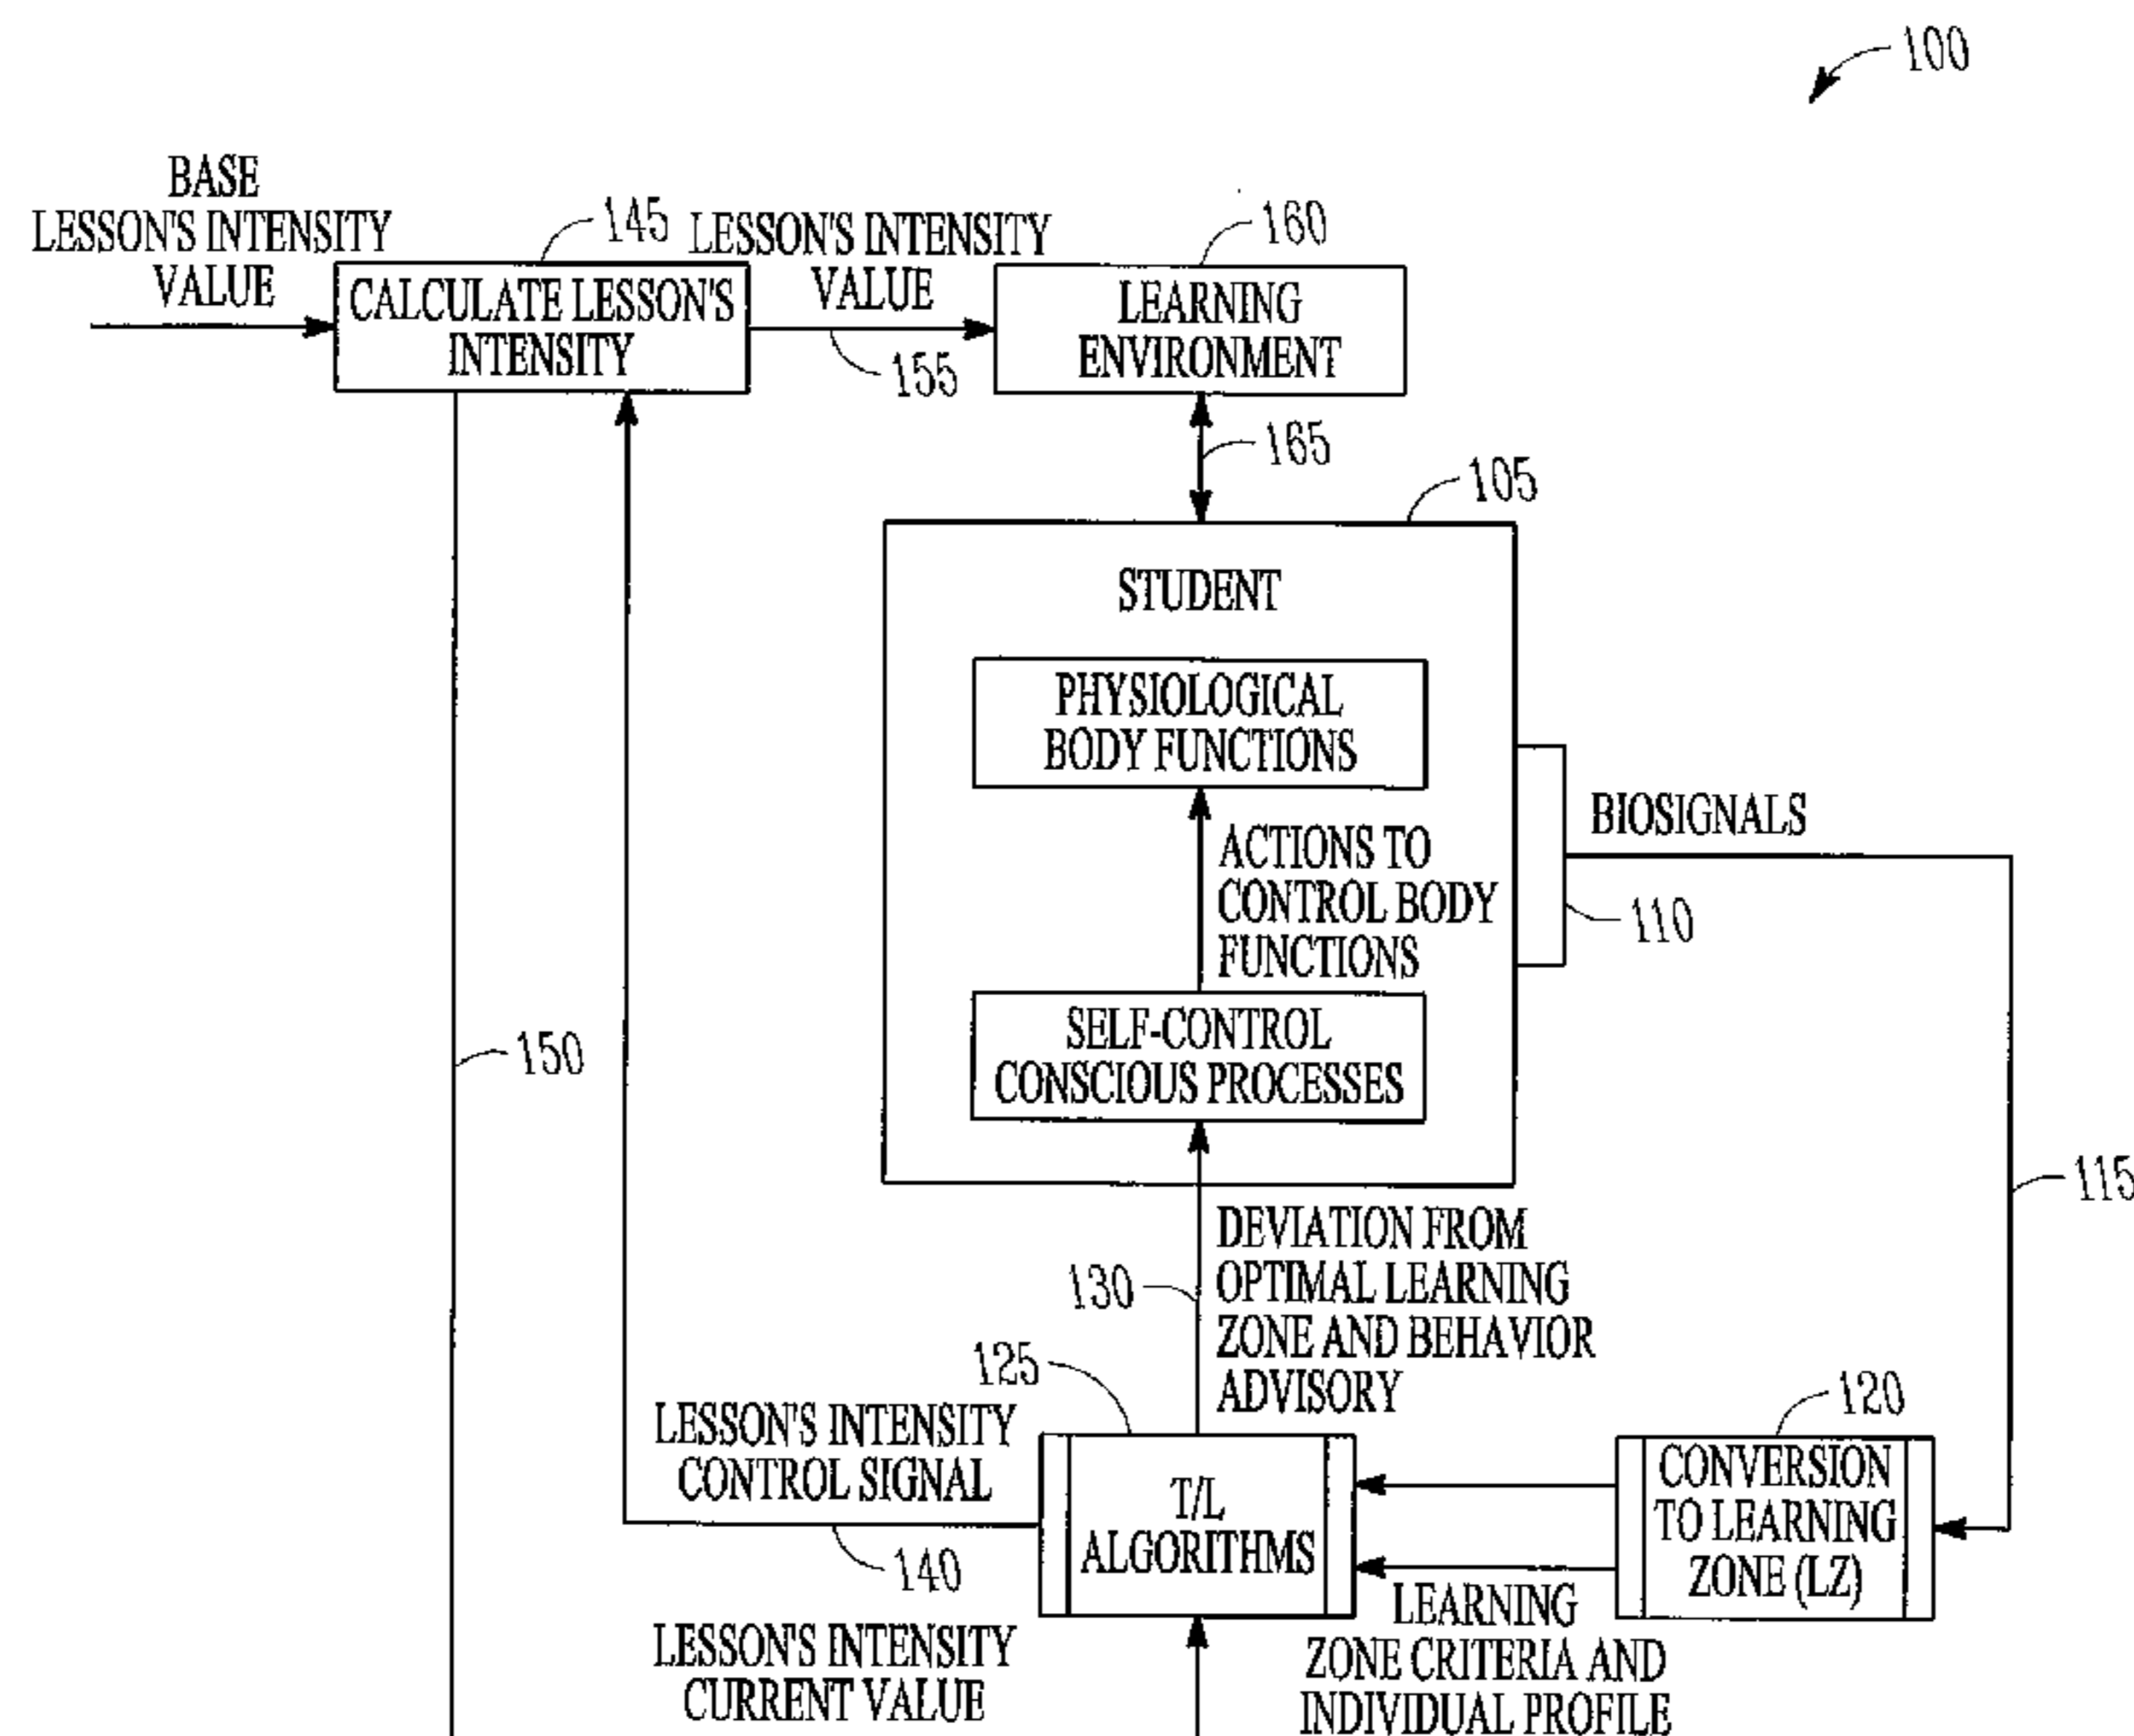 100
BASE
LESSON'S INTENSITY
VALUE
145
CALCULATE LESSON'S
INTENSITY
LESSON'S INTENSITY
VALUE
155
160
LEARNING
ENVIRONMENT
165
105
STUDENT
PHYSIOLOGICAL
BODY FUNCTIONS
ACTIONS TO
CONTROL BODY
FUNCTIONS
BIOSIGNALS
110
SELF-CONTROL
CONSCIOUS PROCESSES
150
115
DEVIATION FROM
OPTIMAL LEARNING
ZONE AND BEHAVIOR
ADVISORY
130
125
120
LESSON'S INTENSITY
CONTROL SIGNAL
140
T/L
ALGORITHMS
CONVERSION
TO LEARNING
ZONE (LZ)
LESSON'S INTENSITY
CURRENT VALUE
LEARNING
ZONE CRITERIA AND
INDIVIDUAL PROFILE